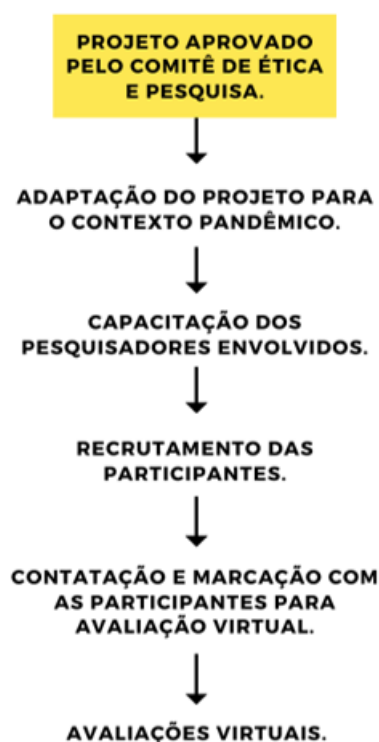 PROJETO APROVADO
PELO COMITÊ DE ÉTICA
E PESQUISA.
ADAPTAÇÃO DO PROJETO PARA
O CONTEXTO PANDÊMICO.
CAPACITAÇÃO DOS
PESQUISADORES ENVOLVIDOS.
RECRUTAMENTO DAS
PARTICIPANTES.
CONTATAÇÃO E MARCAÇÃO COM
AS PARTICIPANTES PARA
AVALIAÇÃO VIRTUAL.
AVALIAÇÕES VIRTUAIS.